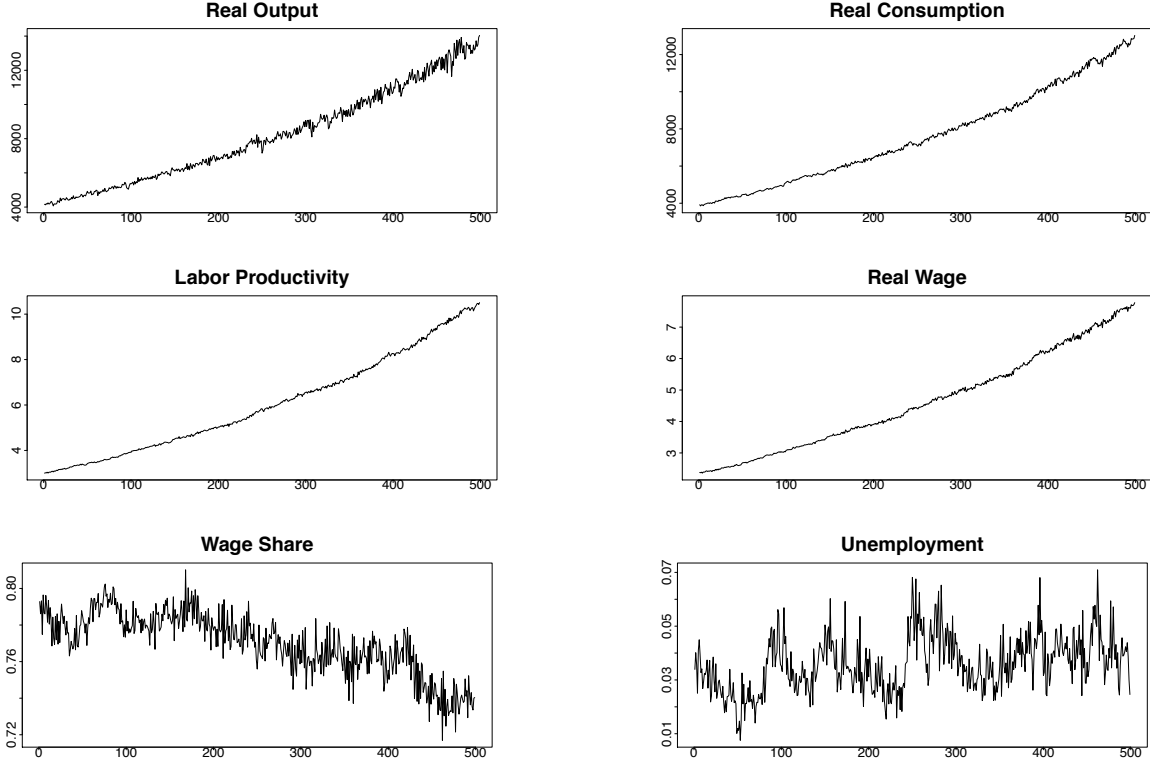 Real Output
4000 8000 12000
0 100 200 300 400 500
Real Consumption
4000 8000 12000
0 100 200 300 400 500
Labor Productivity
4 6 8 10
0 100 200 300 400 500
Real Wage
3 4 5 6 7
0 100 200 300 400 500
Wage Share
0.72 0.76 0.80
0 100 200 300 400 500
Unemployment
0.01 0.03 0.05 0.07
0 100 200 300 400 500